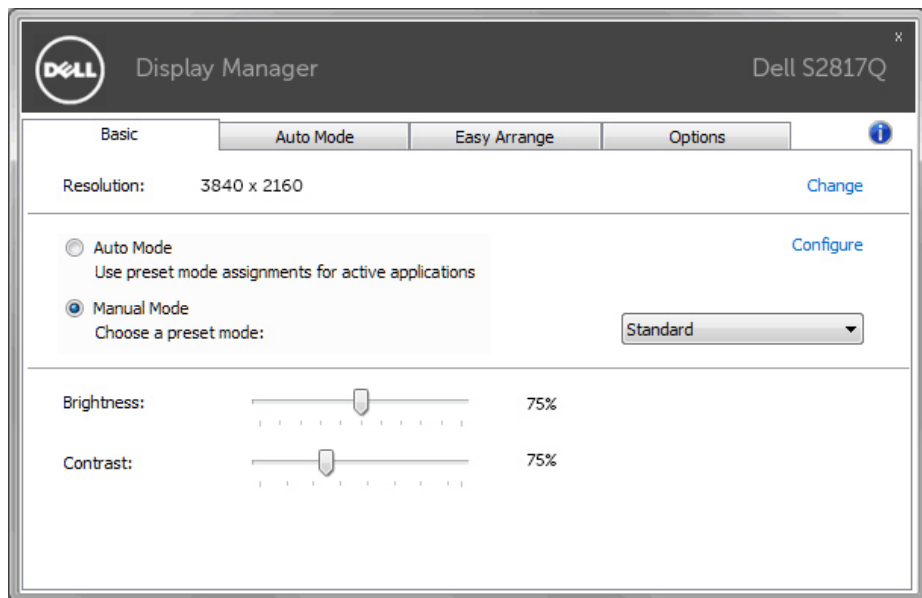 DELL
Display Manager
Dell S2817Q
x
Basic
Auto Mode
Easy Arrange
Options
i
Resolution: 3840 x 2160 Change
Auto Mode
Use preset mode assignments for active applications
Configure
Manual Mode
Choose a preset mode:
Standard
Brightness: 75%
Contrast: 75%